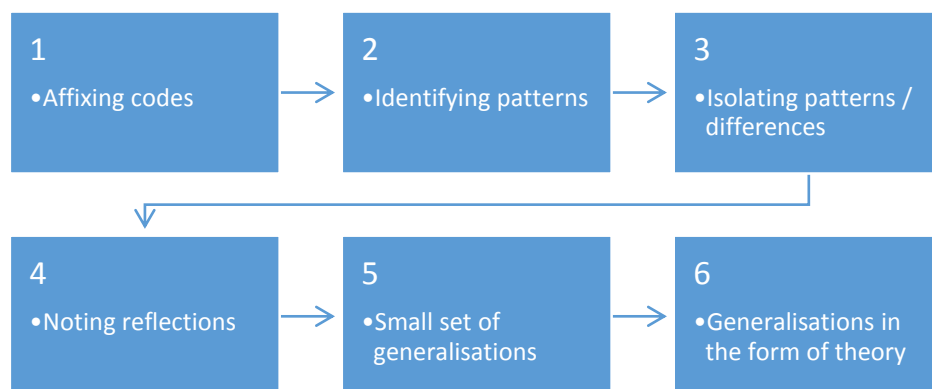 1
•Affixing codes
2
•Identifying patterns
3
•Isolating patterns /
differences
4
•Noting reflections
5
•Small set of
generalisations
6
•Generalisations in
the form of theory